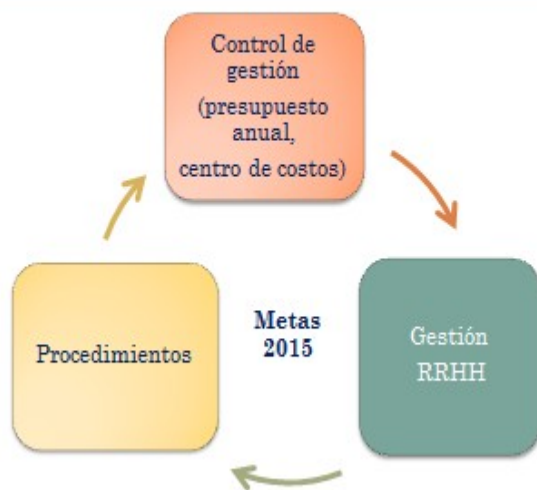 Control de
gestión
(presupuesto
anual,
centro de costos)
Procedimientos
Metas
2015
Gestión
RRHH